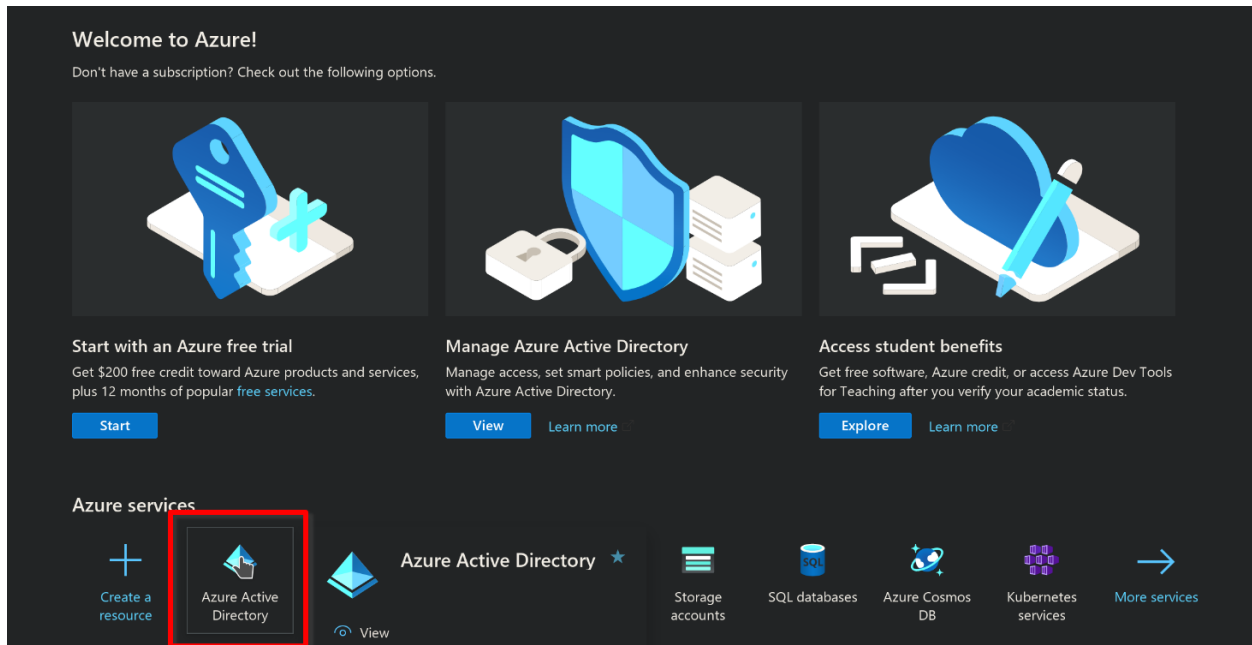 Welcome to Azure!
Don't have a subscription? Check out the following options.
Start with an Azure free trial
Get $200 free credit toward Azure products and services,
plus 12 months of popular free services.
Start
Manage Azure Active Directory
Manage access, set smart policies, and enhance security
with Azure Active Directory.
View
Learn more
Access student benefits
Get free software, Azure credit, or access Azure Dev Tools
for Teaching after you verify your academic status.
Explore
Learn more
Azure services
Create a
resource
Azure Active
Directory
Azure Active Directory
View
Storage
accounts
SQL
SQL databases
Azure Cosmos
DB
Kubernetes
services
More services